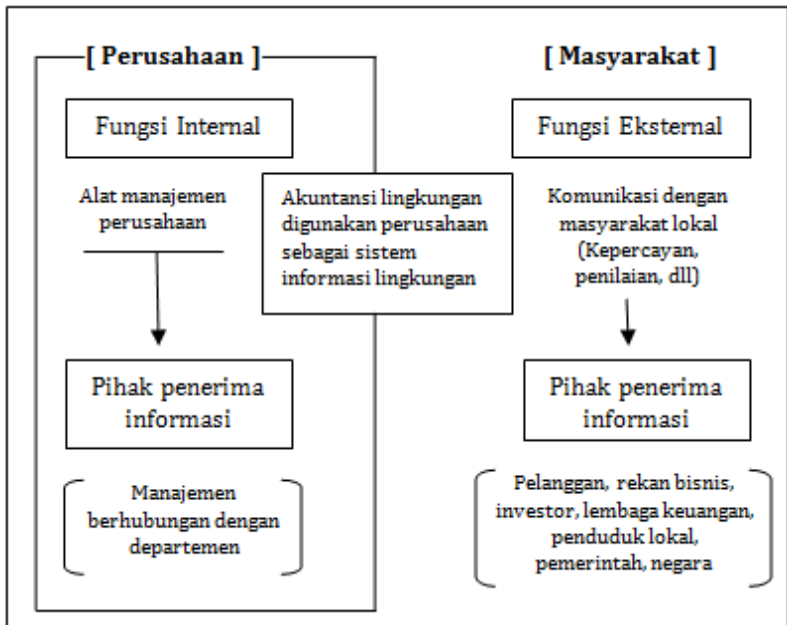 [ Perusahaan ]
Fungsi Internal
Alat manajemen
perusahaan
Pihak penerima
informasi
Manajemen
berhubungan dengan
departemen
Akuntansi lingkungan
digunakan perusahaan
sebagai sistem
informasi lingkungan
[ Masyarakat ]
Fungsi Eksternal
Komunikasi dengan
masyarakat lokal
(Kepercayan,
penilaian, dll)
Pihak penerima
informasi
Pelanggan, rekan bisnis,
investor, lembaga keuangan,
penduduk lokal,
pemerintah, negara